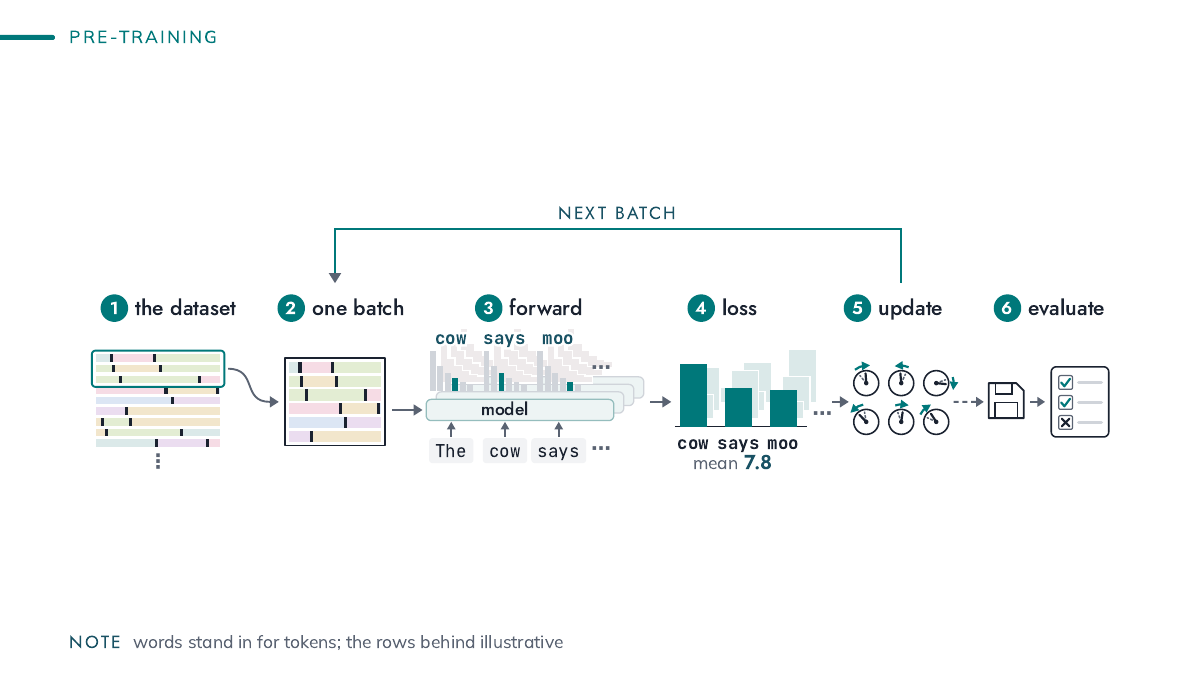 PRE-TRAINING
NEXT BATCH
1 the dataset
2 one batch
3 forward
4 loss
5 update
6 evaluate
cow says moo
...
model
The cow says ...
cow says moo ...
mean 7.8
NOTE words stand in for tokens; the rows behind illustrative